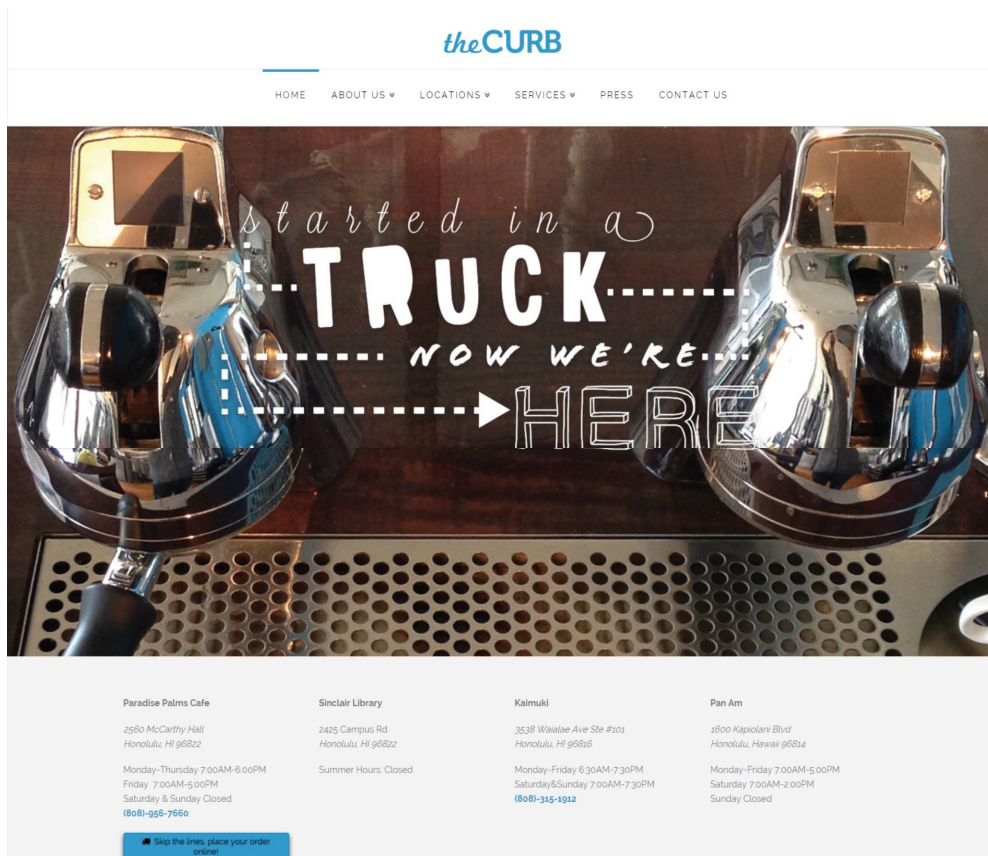 theCURB
HOME ABOUT US LOCATIONS SERVICES PRESS CONTACT US
started in a
TRUCK
NOW WE'RE
HERE
Paradise Palms Cafe
2560 McCarthy Hall
Honolulu, HI 96822
Monday-Thursday 7:00AM-6:00PM
Friday 7:00AM-5:00PM
Saturday & Sunday Closed
(808)-956-7660
Skip the lines, place your order
online!
Sinclair Library
2425 Campus Rd
Honolulu, HI 96822
Summer Hours: Closed
Kaimuki
3538 Waialae Ave Ste #101
Honolulu, HI 96816
Monday-Friday 6:30AM-7:30PM
Saturday&Sunday 7:00AM-7:30PM
(808)-315-1912
Pan Am
1600 Kapiolani Blvd
Honolulu, Hawaii 96814
Monday-Friday 7:00AM-5:00PM
Saturday 7:00AM-2:00PM
Sunday Closed